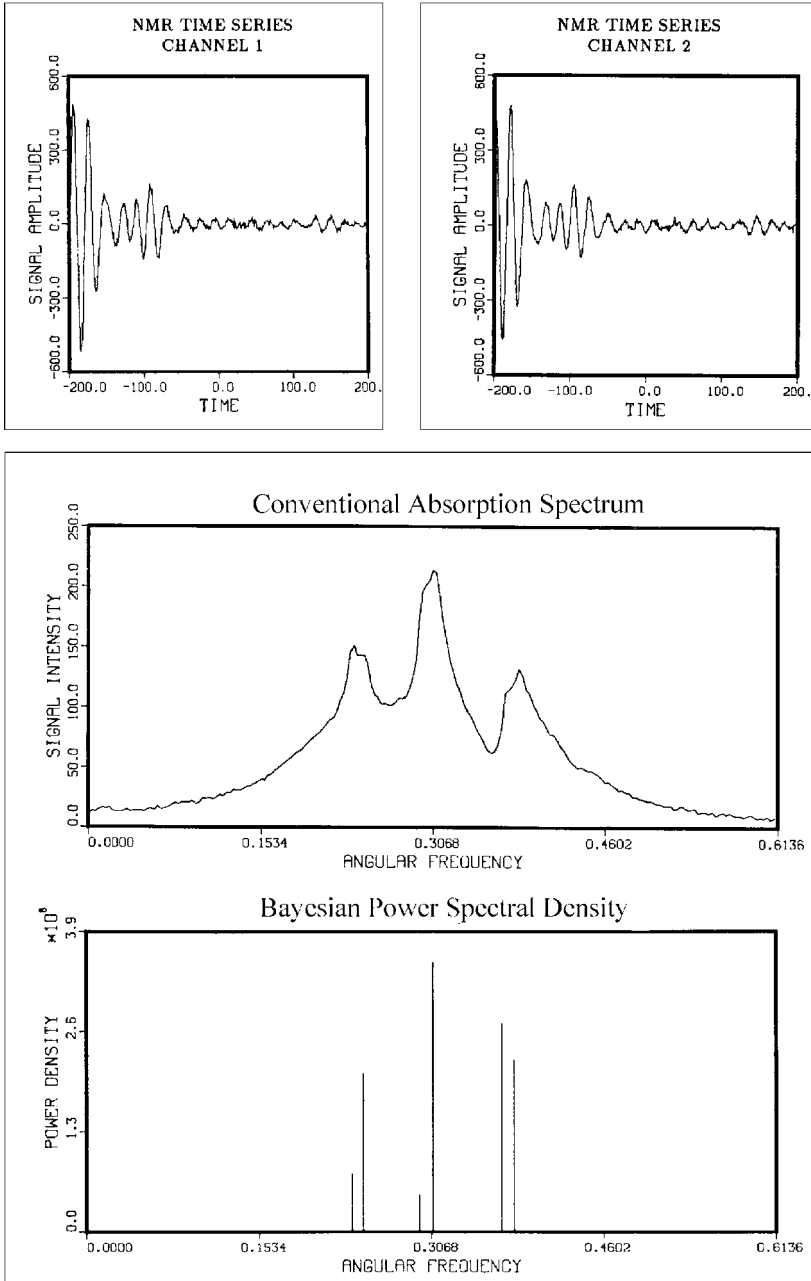 NMR TIME SERIES
CHANNEL 1
SIGNAL AMPLITUDE
600.0
300.0
0.0
-300.0
-600.0
-200.0 -100.0 0.0 100.0 200.
TIME
NMR TIME SERIES
CHANNEL 2
SIGNAL AMPLITUDE
600.0
300.0
0.0
-300.0
-600.0
-200.0 -100.0 0.0 100.0 200.
TIME
Conventional Absorption Spectrum
SIGNAL INTENSITY
250.0
200.0
150.0
100.0
50.0
0.0
0.0000 0.1534 0.3068 0.4602 0.6136
ANGULAR FREQUENCY
Bayesian Power Spectral Density
POWER DENSITY
×10⁸
3.9
2.6
1.3
0.0
0.0000 0.1534 0.3068 0.4602 0.6136
ANGULAR FREQUENCY